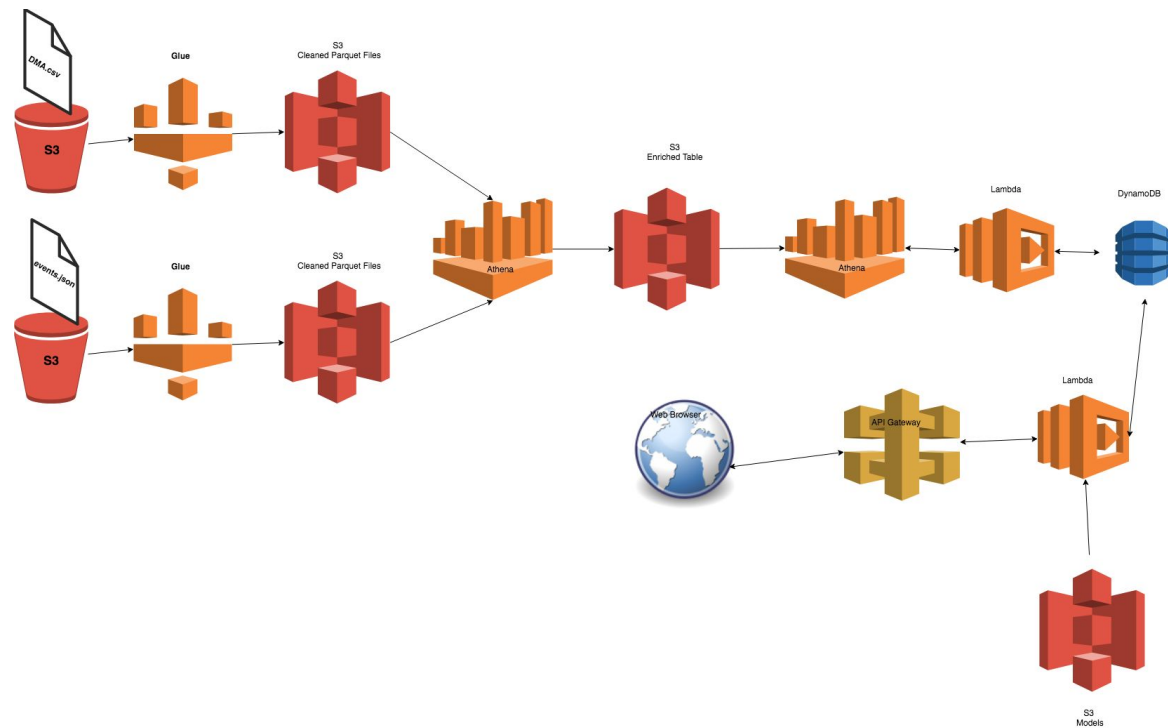 DMA.csv
S3
Glue
S3
Cleaned Parquet Files
events.json
S3
Glue
S3
Cleaned Parquet Files
Athena
S3
Enriched Table
Athena
Lambda
DynamoDB
Web Browser
API Gateway
Lambda
S3
Models